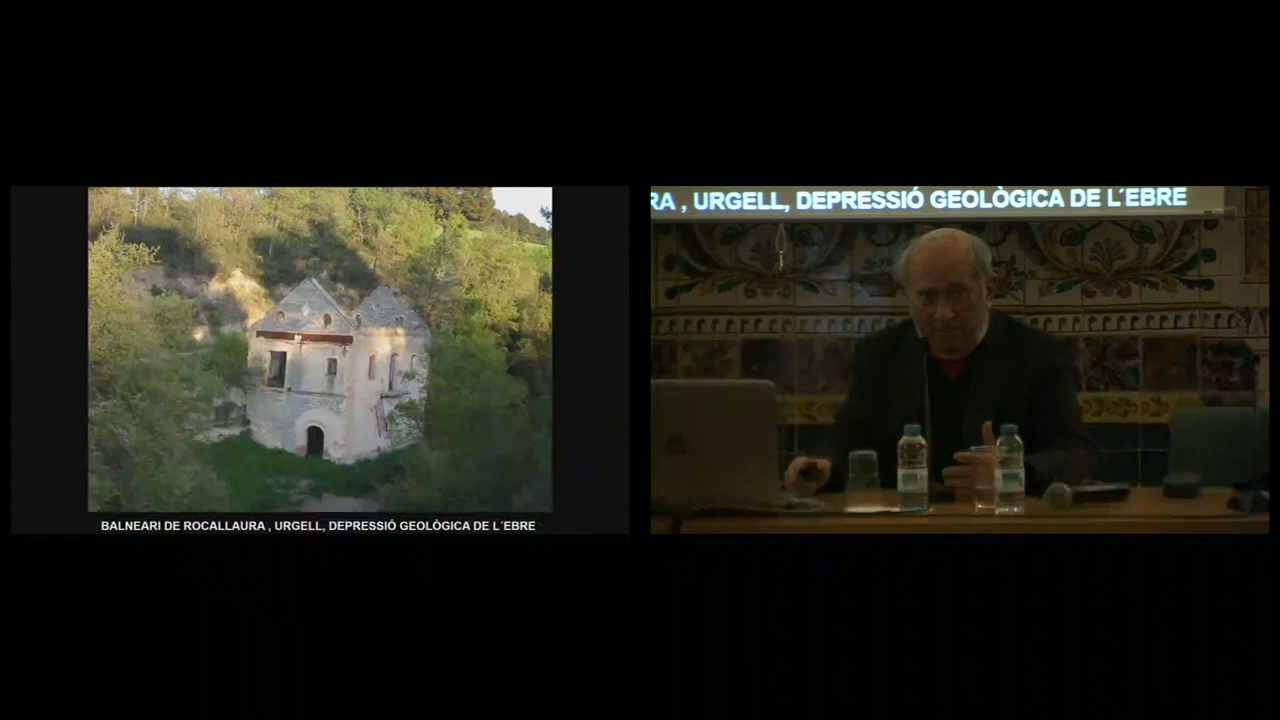 BALNEARI DE ROCALLAURA , URGELL, DEPRESSIÓ GEOLÒGICA DE L´EBRE
RA , URGELL, DEPRESSIÓ GEOLÒGICA DE L´EBRE